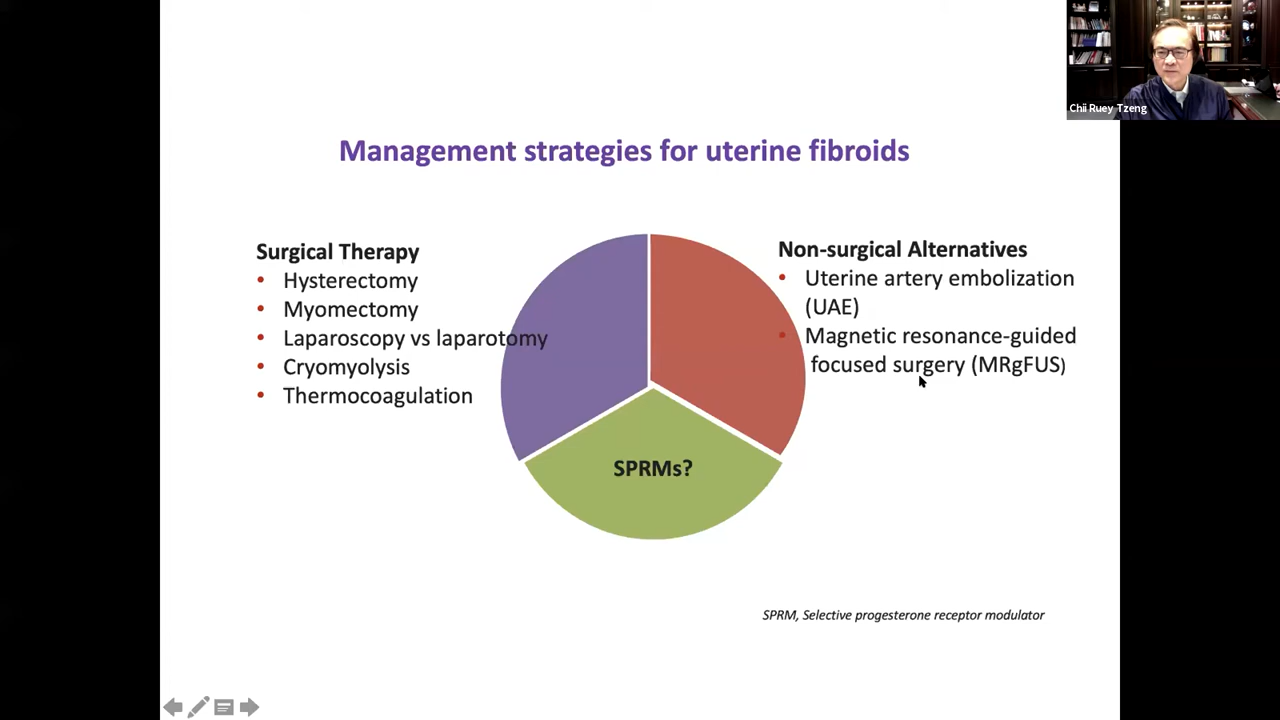 Chii Ruey Tzeng
Management strategies for uterine fibroids
Surgical Therapy
• Hysterectomy
• Myomectomy
• Laparoscopy vs laparotomy
• Cryomyolysis
• Thermocoagulation
Non-surgical Alternatives
• Uterine artery embolization
(UAE)
• Magnetic resonance-guided
focused surgery (MRgFUS)
SPRMs?
SPRM, Selective progesterone receptor modulator